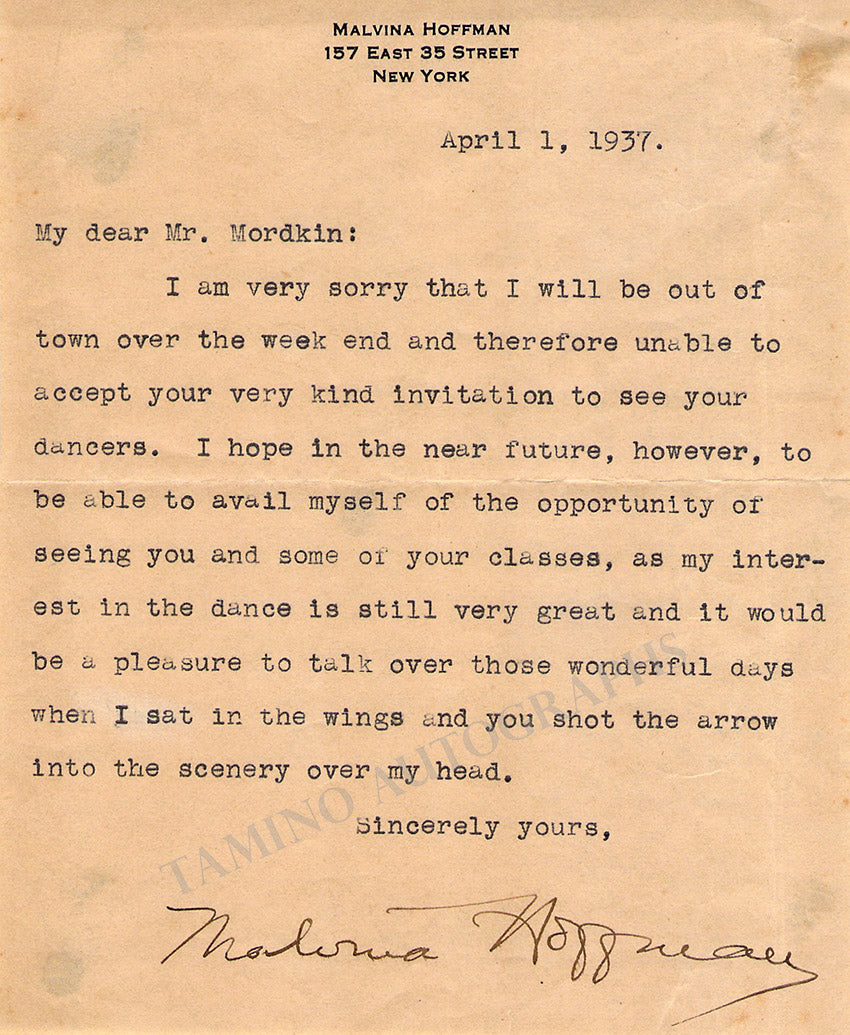 MALVINA HOFFMAN
157 EAST 35 STREET
NEW YORK
April 1, 1937.
My dear Mr. Mordkin:
I am very sorry that I will be out of
town over the week end and therefore unable to
accept your very kind invitation to see your
dancers. I hope in the near future, however, to
be able to avail myself of the opportunity of
seeing you and some of your classes, as my inter-
est in the dance is still very great and it would
be a pleasure to talk over those wonderful days
when I sat in the wings and you shot the arrow
into the scenery over my head.
Sincerely yours,
Malvina Hoffman
TAMINO AUTOGRAPHS